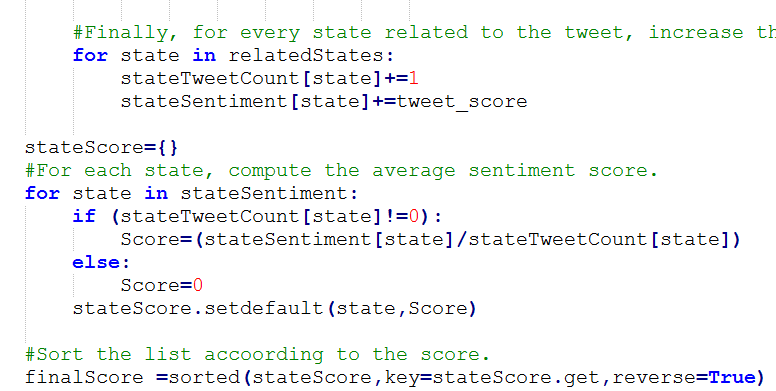 #Finally, for every state related to the tweet, increase
for state in relatedStates:
stateTweetCount[state]+=1
stateSentiment[state]+=tweet_score
stateScore={}
#For each state, compute the average sentiment score.
for state in stateSentiment:
if (stateTweetCount[state]!=0):
Score=(stateSentiment[state]/stateTweetCount[state])
else:
Score=0
stateScore.setdefault(state,Score)
#Sort the list accoording to the score.
finalScore =sorted(stateScore,key=stateScore.get,reverse=True)